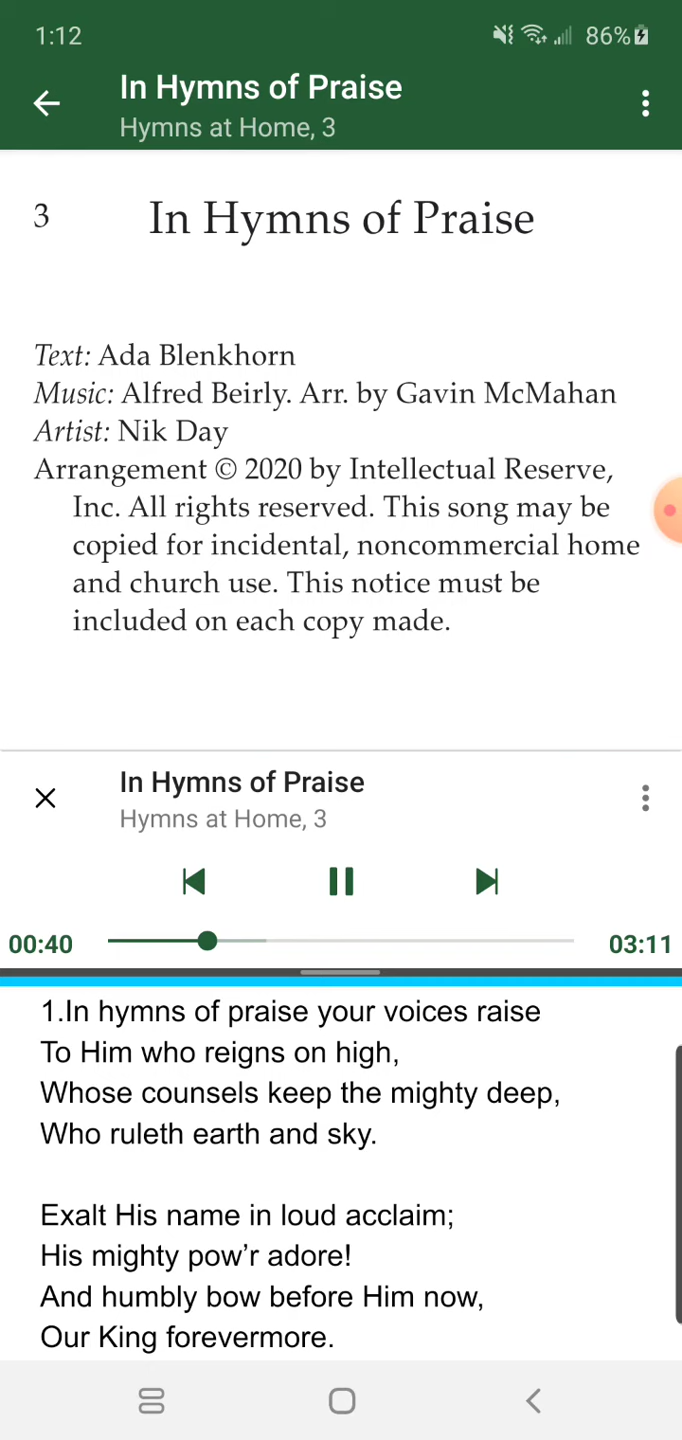 1:12
86%
In Hymns of Praise
Hymns at Home, 3
3
In Hymns of Praise
Text: Ada Blenkhorn
Music: Alfred Beirly. Arr. by Gavin McMahan
Artist: Nik Day
Arrangement © 2020 by Intellectual Reserve,
Inc. All rights reserved. This song may be
copied for incidental, noncommercial home
and church use. This notice must be
included on each copy made.
In Hymns of Praise
Hymns at Home, 3
00:40
03:11
1.In hymns of praise your voices raise
To Him who reigns on high,
Whose counsels keep the mighty deep,
Who ruleth earth and sky.
Exalt His name in loud acclaim;
His mighty pow’r adore!
And humbly bow before Him now,
Our King forevermore.